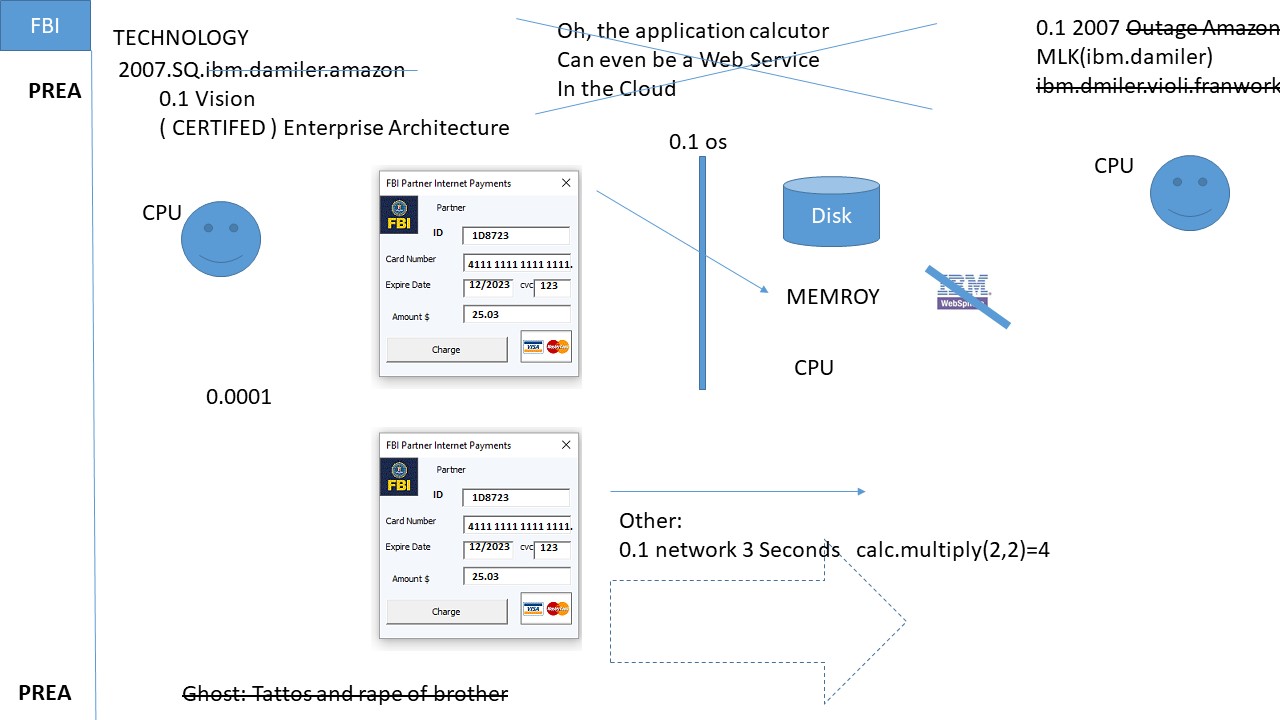 FBI
TECHNOLOGY
2007.SQ.ibm.damiler.amazon
0.1 Vision
( CERTIFED ) Enterprise Architecture
PREA
Oh, the application calcutor
Can even be a Web Service
In the Cloud
0.1 2007 Outage Amazon
MLK(ibm.damiler)
ibm.dmiler.violi.franwork
0.1 os
CPU
CPU
FBI Partner Internet Payments
Partner
FBI
ID 1D8723
Card Number 4111 1111 1111 1111.
Expire Date 12/2023 cvc 123
Amount $ 25.03
Charge VISA MasterCard
Disk
MEMROY
IBM.
WebSphere
CPU
0.0001
FBI Partner Internet Payments
Partner
FBI
ID 1D8723
Card Number 4111 1111 1111 1111.
Expire Date 12/2023 cvc 123
Amount $ 25.03
Charge VISA MasterCard
Other:
0.1 network 3 Seconds calc.multiply(2,2)=4
PREA
Ghost: Tattos and rape of brother